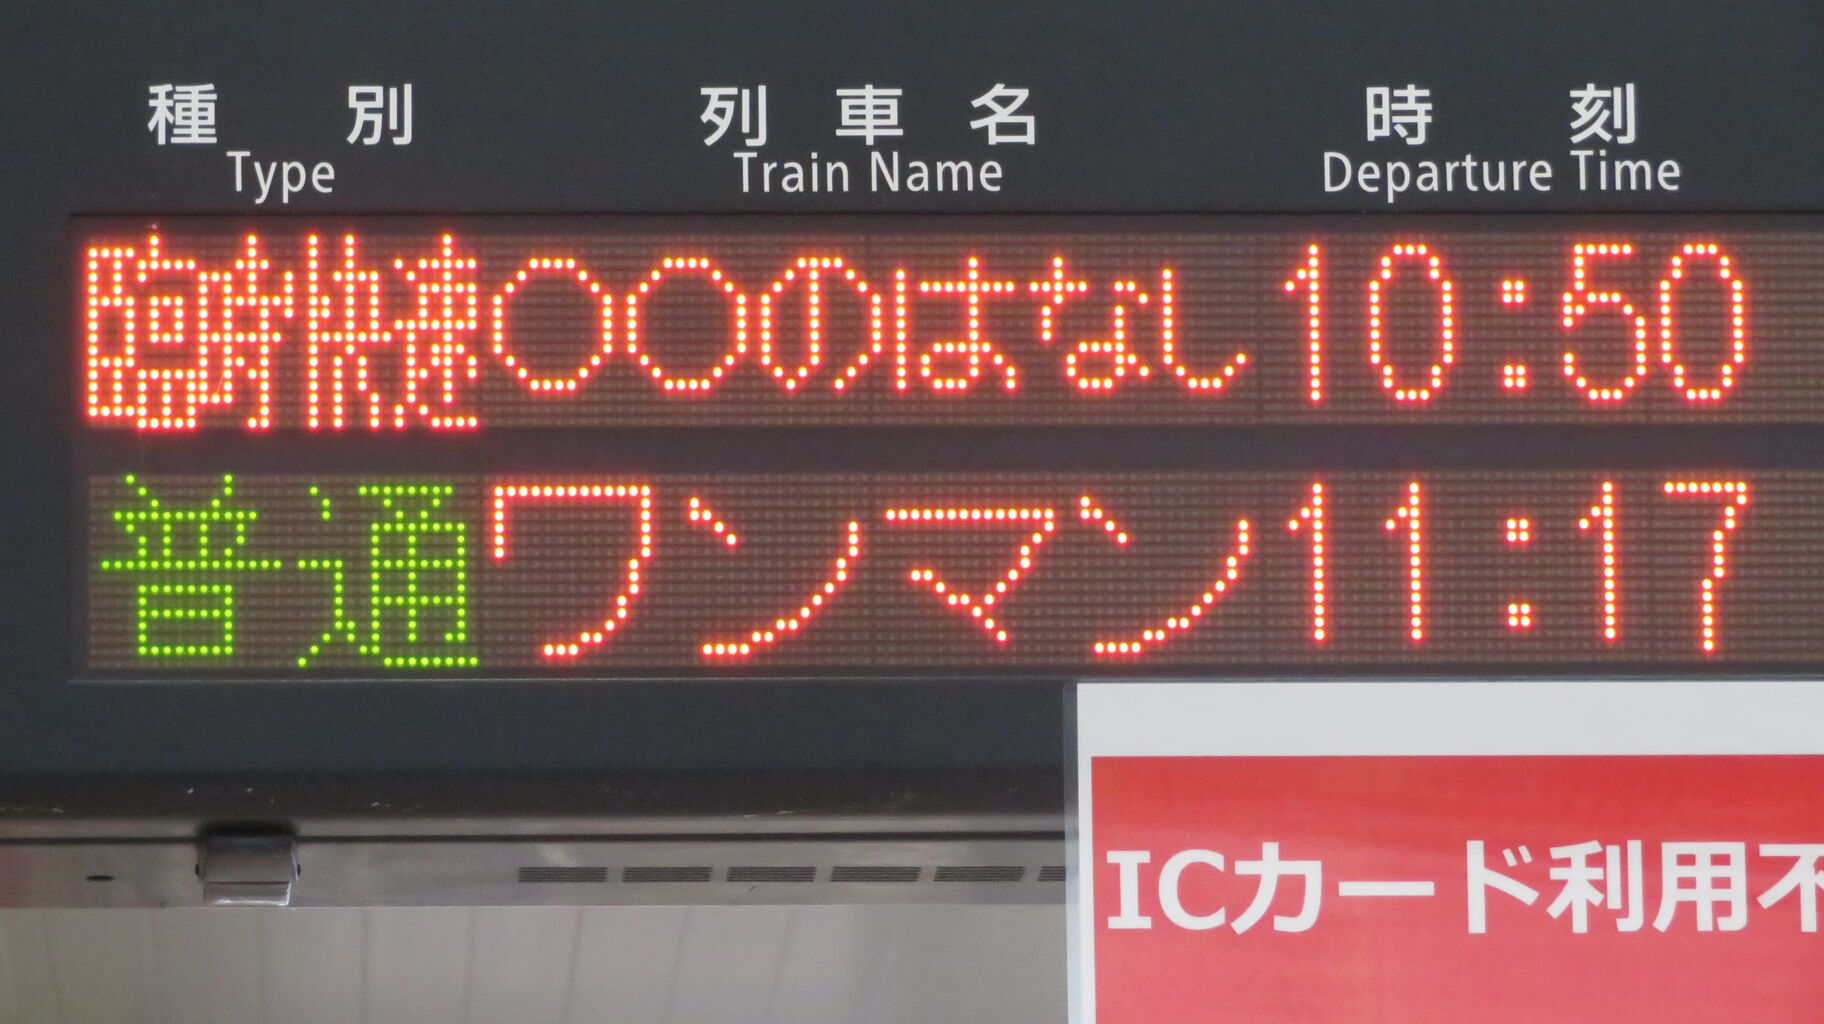 種別 列車名 時刻
Type Train Name Departure Time
臨時快速 ○○のはなし 10:50
普通 ワンマン 11:17
ICカード利用不